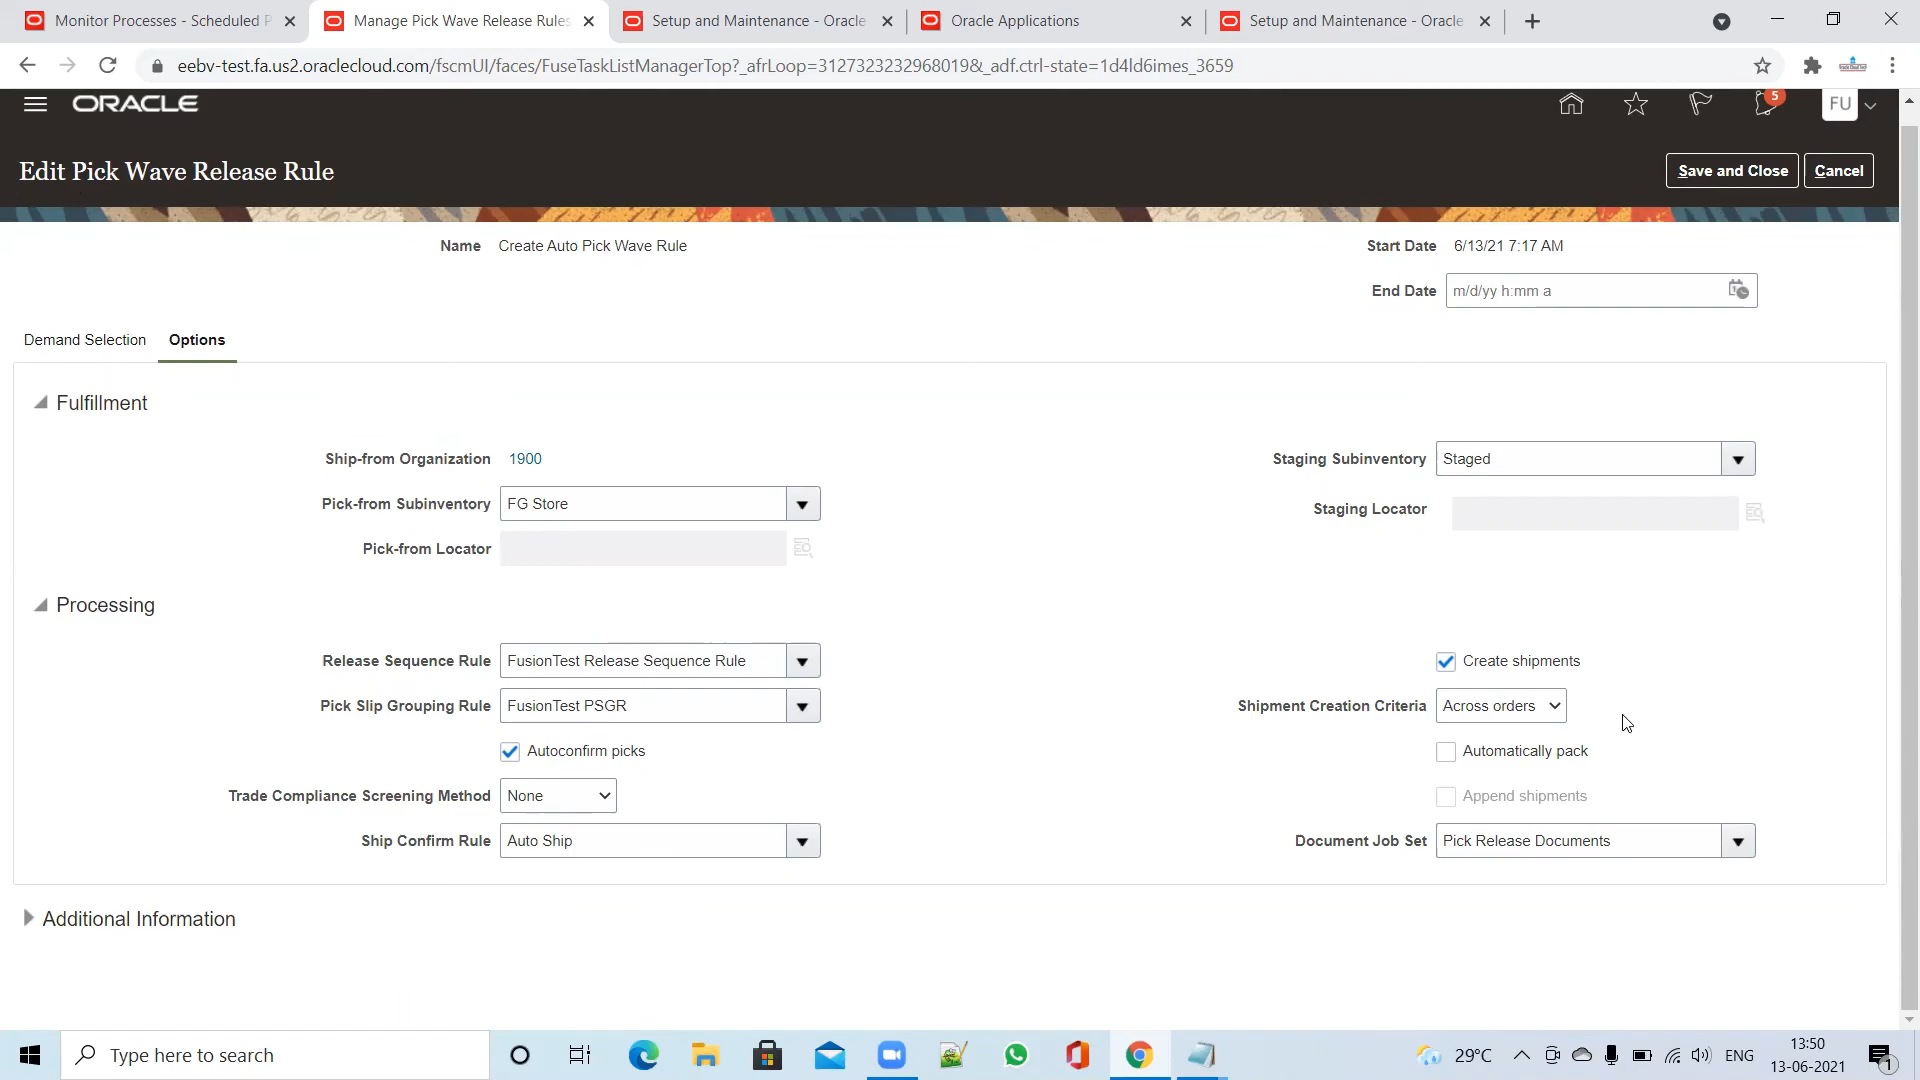 Monitor Processes - Scheduled P
Manage Pick Wave Release Rules
Setup and Maintenance - Oracle
Oracle Applications
Setup and Maintenance - Oracle
eebv-test.fa.us2.oraclecloud.com/fscmUI/faces/FuseTaskListManagerTop?_afrLoop=3127323232968019&_adf.ctrl-state=1d4ld6imes_3659
ORACLE
5
FU
Edit Pick Wave Release Rule
Save and Close
Cancel
Name Create Auto Pick Wave Rule
Start Date 6/13/21 7:17 AM
End Date m/d/yy h:mm a
Demand Selection
Options
Fulfillment
Ship-from Organization 1900
Staging Subinventory Staged
Pick-from Subinventory FG Store
Staging Locator
Pick-from Locator
Processing
Release Sequence Rule FusionTest Release Sequence Rule
Create shipments
Pick Slip Grouping Rule FusionTest PSGR
Shipment Creation Criteria Across orders
Autoconfirm picks
Automatically pack
Trade Compliance Screening Method None
Append shipments
Ship Confirm Rule Auto Ship
Document Job Set Pick Release Documents
Additional Information
Type here to search
29°C
ENG
13:50
13-06-2021
1